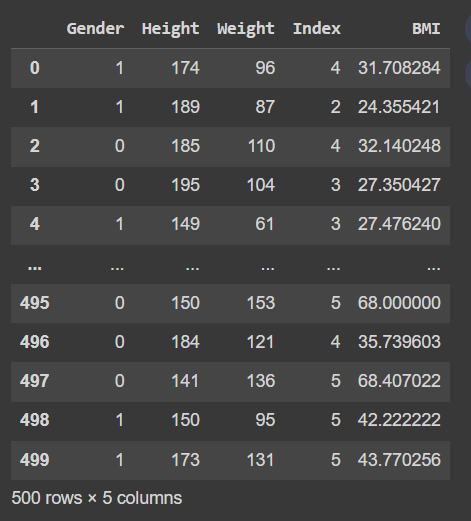 Gender Height Weight Index BMI
0 1 174 96 4 31.708284
1 1 189 87 2 24.355421
2 0 185 110 4 32.140248
3 0 195 104 3 27.350427
4 1 149 61 3 27.476240
... ... ... ... ... ...
495 0 150 153 5 68.000000
496 0 184 121 4 35.739603
497 0 141 136 5 68.407022
498 1 150 95 5 42.222222
499 1 173 131 5 43.770256
500 rows × 5 columns